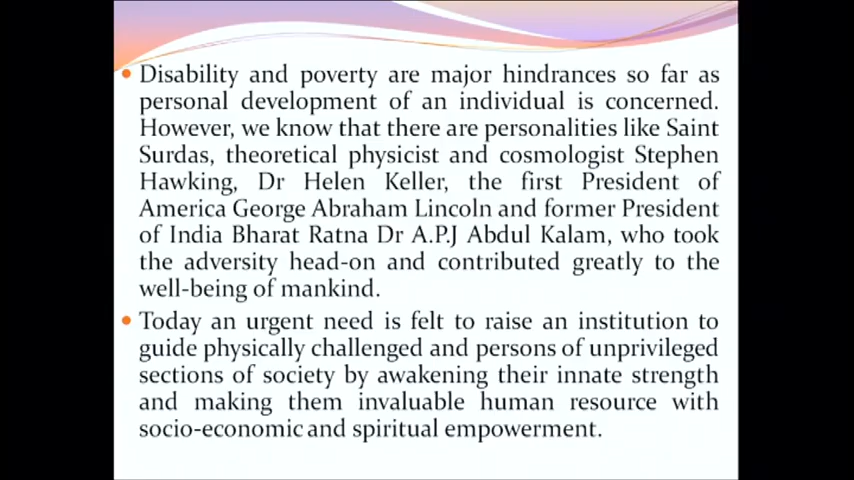 • Disability and poverty are major hindrances so far as
personal development of an individual is concerned.
However, we know that there are personalities like Saint
Surdas, theoretical physicist and cosmologist Stephen
Hawking, Dr Helen Keller, the first President of
America George Abraham Lincoln and former President
of India Bharat Ratna Dr A.P.J Abdul Kalam, who took
the adversity head-on and contributed greatly to the
well-being of mankind.
• Today an urgent need is felt to raise an institution to
guide physically challenged and persons of unprivileged
sections of society by awakening their innate strength
and making them invaluable human resource with
socio-economic and spiritual empowerment.